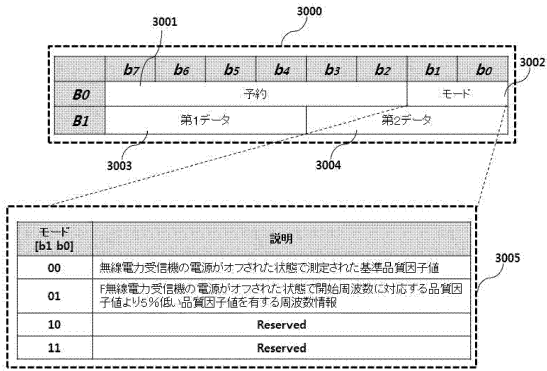 3000
3001
3002
b7 b6 b5 b4 b3 b2 b1 b0
B0 予約 モード
B1 第1データ 第2データ
3003
3004
モード
[b1 b0]
説明
00 無線電力受信機の電源がオフされた状態で測定された基準品質因子値
01 F無線電力受信機の電源がオフされた状態で開始周波数に対応する品質因
子値より5%低い品質因子値を有する周波数情報
10 Reserved
11 Reserved
3005